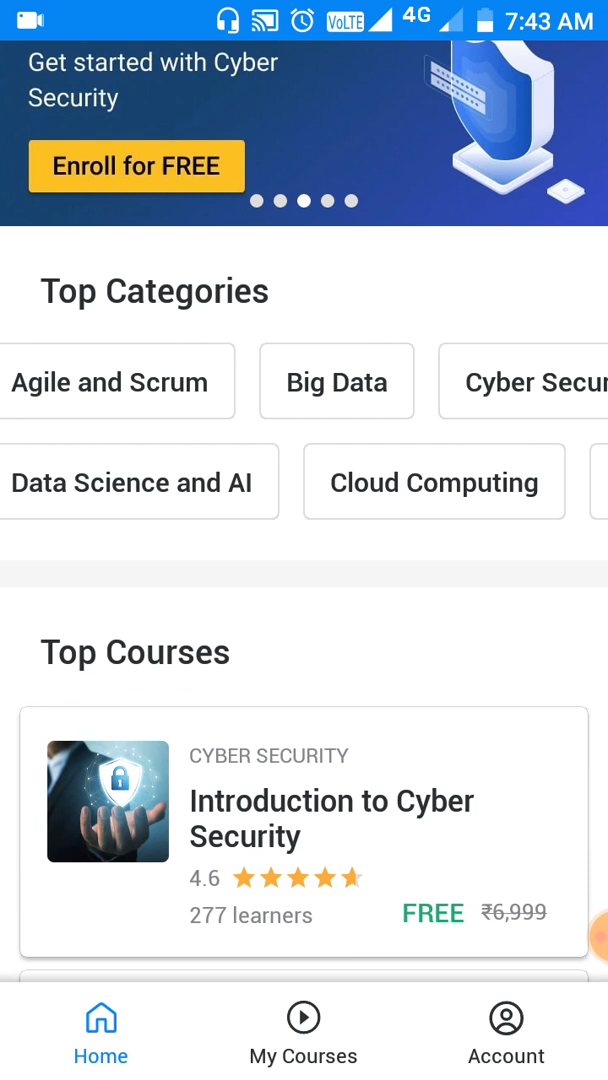 VoLTE 4G 7:43 AM
Get started with Cyber
Security
Enroll for FREE
Top Categories
Agile and Scrum Big Data Cyber Secur
Data Science and AI Cloud Computing
Top Courses
CYBER SECURITY
Introduction to Cyber
Security
4.6
277 learners FREE ₹6,999
Home My Courses Account